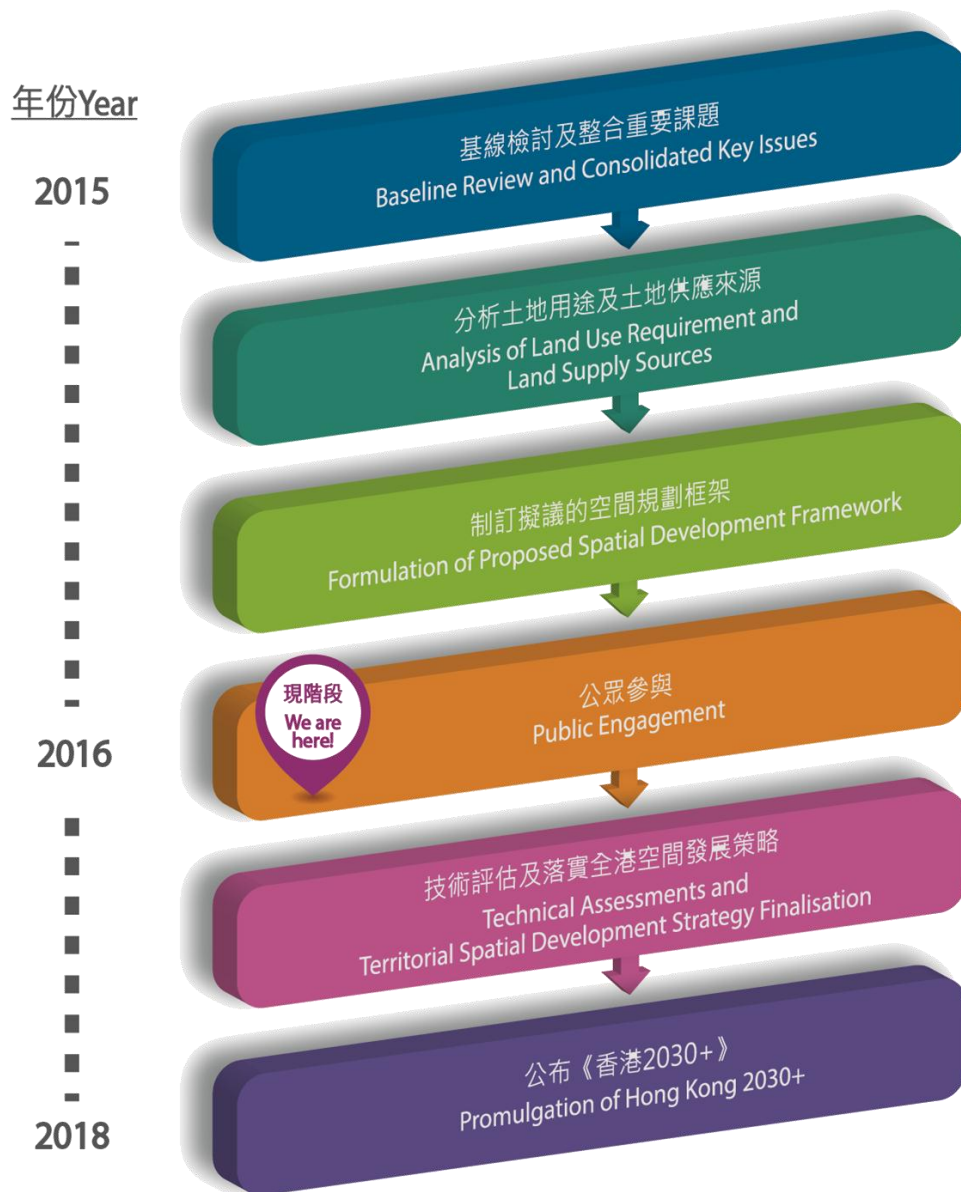 年份Year
2015
基線檢討及整合重要課題
Baseline Review and Consolidated Key Issues
分析土地用途及土地供應來源
Analysis of Land Use Requirement and
Land Supply Sources
制訂擬議的空間規劃框架
Formulation of Proposed Spatial Development Framework
2016
現階段
We are
here!
公眾參與
Public Engagement
技術評估及落實全港空間發展策略
Technical Assessments and
Territorial Spatial Development Strategy Finalisation
公布《香港2030+》
Promulgation of Hong Kong 2030+
2018